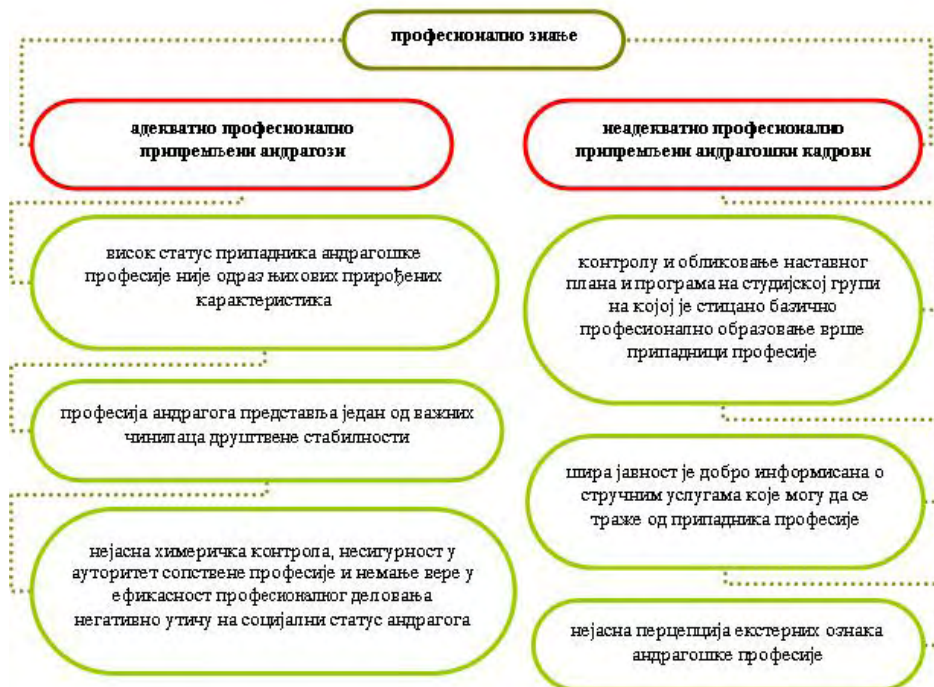 професионално знање
адекватно професионално
припремљени андрагози
неадекватно професионално
припремљени андрагошки кадрови
висок статус припадника андрагошке
професије није одраз њихових прирођених
карактеристика
професија андрагога представља један од важних
чинилаца друштвене стабилности
нејасна химеричка контрола, несигурност у
ауторитет сопствене професије и немање вере у
ефикасност професионалног деловања
негативно утичу на социјални статус андрагога
контролу и обликовање наставног
плана и програма на студијској групи
на којој је стицано базично
професионално образовање врше
припадници професије
шира јавност је добро информисана о
стручним услугама које могу да се
траже од припадника професије
нејасна перцепција екстерних ознака
андрагошке професије